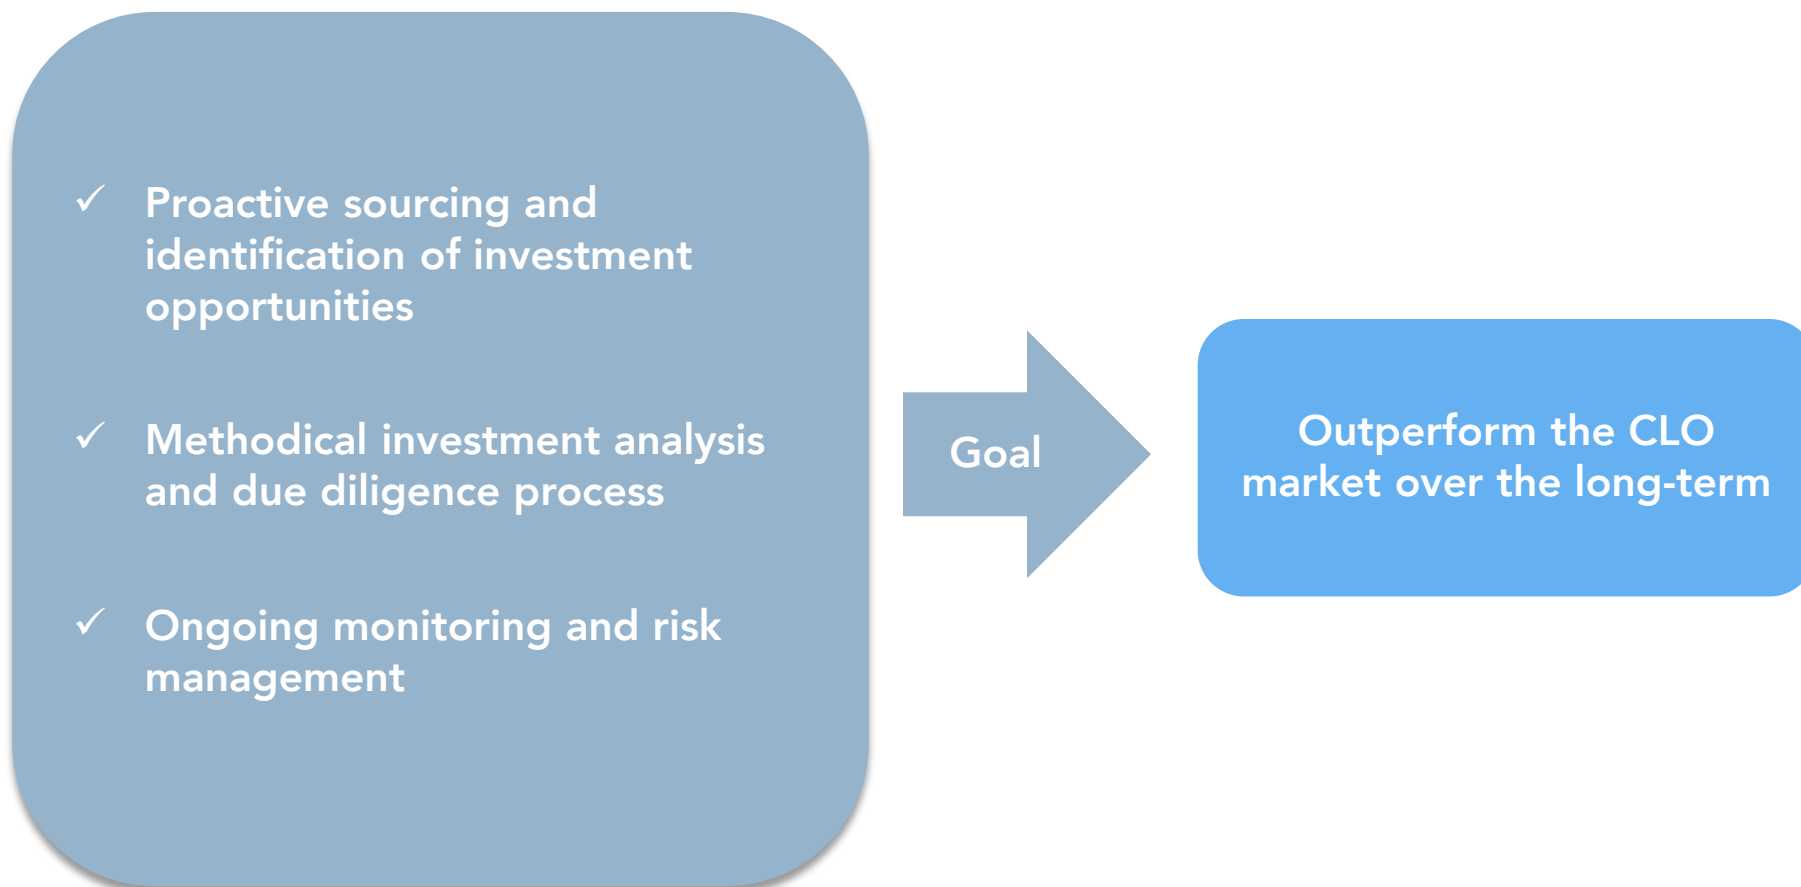 ✓ Proactive sourcing and
identification of investment
opportunities
✓ Methodical investment analysis
and due diligence process
✓ Ongoing monitoring and risk
management
Goal
Outperform the CLO
market over the long-term